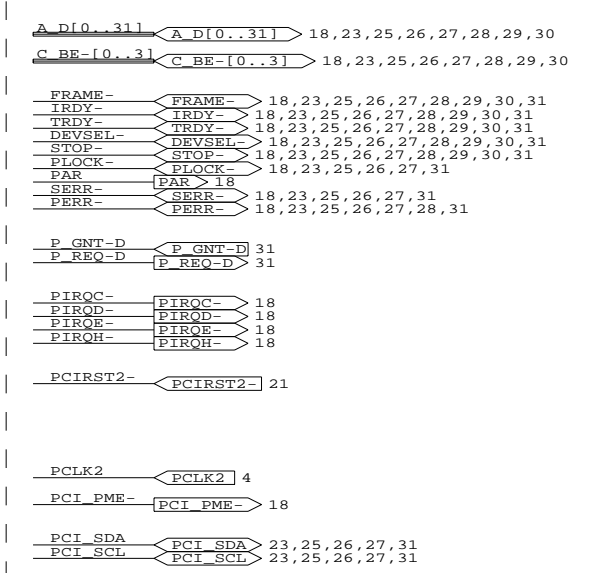 A_D[0..31] A_D[0..31] 18,23,25,26,27,28,29,30
C_BE-[0..3] C_BE-[0..3] 18,23,25,26,27,28,29,30
FRAME- FRAME- 18,23,25,26,27,28,29,30,31
IRDY- IRDY- 18,23,25,26,27,28,29,30,31
TRDY- TRDY- 18,23,25,26,27,28,29,30,31
DEVSEL- DEVSEL- 18,23,25,26,27,28,29,30,31
STOP- STOP- 18,23,25,26,27,28,29,30,31
PLOCK- PLOCK- 18,23,25,26,27,31
PAR PAR 18
SERR- SERR- 18,23,25,26,27,31
PERR- PERR- 18,23,25,26,27,28,31
P_GNT-D P_GNT-D 31
P_REQ-D P_REQ-D 31
PIRQC- PIRQC- 18
PIRQD- PIRQD- 18
PIRQE- PIRQE- 18
PIRQH- PIRQH- 18
PCIRST2- PCIRST2- 21
PCLK2 PCLK2 4
PCI_PME- PCI_PME- 18
PCI_SDA PCI_SDA 23,25,26,27,31
PCI_SCL PCI_SCL 23,25,26,27,31